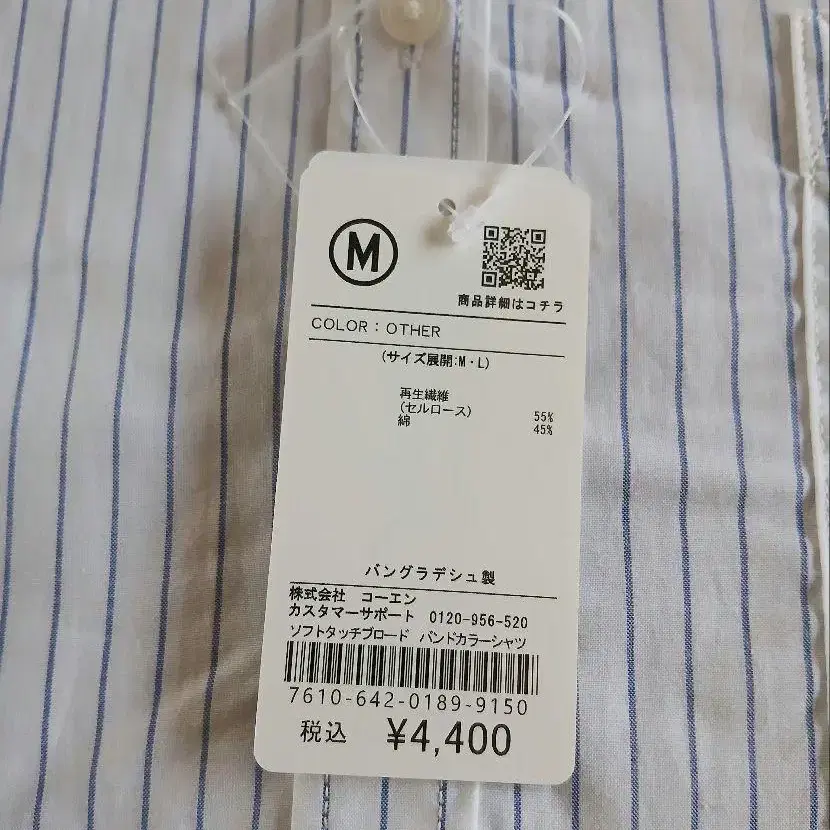 M
商品詳細はコチラ
COLOR：OTHER
(サイズ展開:M・L)
再生繊維
(セルロース) 55%
綿 45%
バングラデシュ製
株式会社 コーエン
カスタマーサポート 0120-956-520
ソフトタッチブロード バンドカラーシャツ
7610-642-0189-9150
税込 ¥4,400